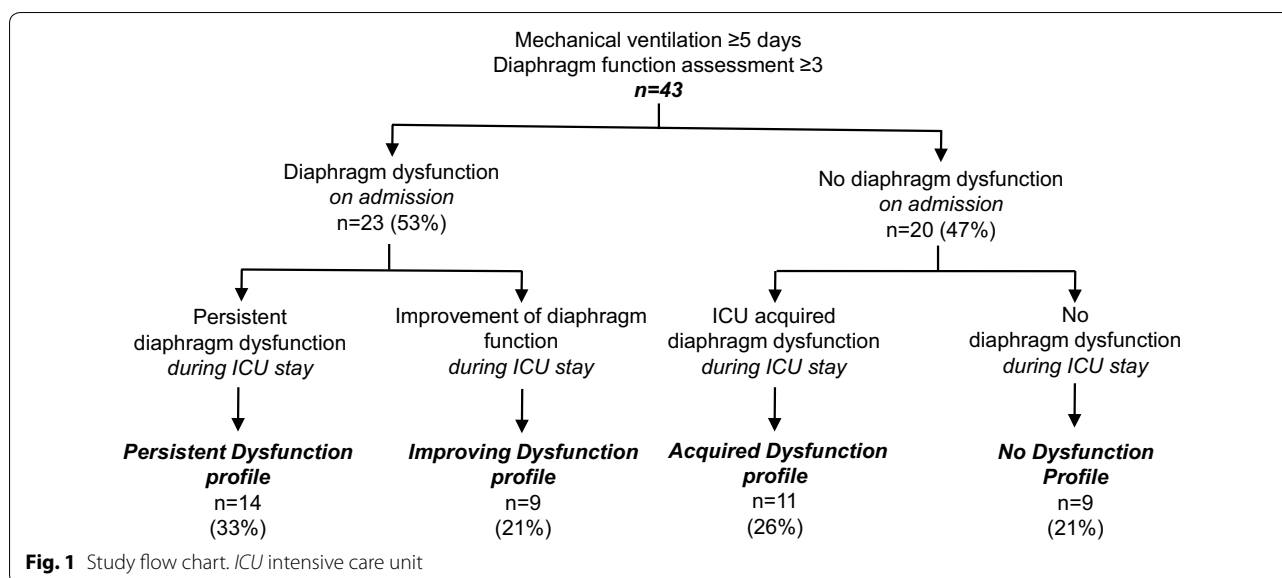 Mechanical ventilation ≥5 days
Diaphragm function assessment ≥3
n=43
Diaphragm dysfunction
on admission
n=23 (53%)
No diaphragm dysfunction
on admission
n=20 (47%)
Persistent
diaphragm dysfunction
during ICU stay
Improvement of diaphragm
function
during ICU stay
ICU acquired
diaphragm dysfunction
during ICU stay
No
diaphragm dysfunction
during ICU stay
Persistent Dysfunction
profile
n=14
(33%)
Improving Dysfunction
profile
n=9
(21%)
Acquired Dysfunction
profile
n=11
(26%)
No Dysfunction
Profile
n=9
(21%)
Fig. 1 Study flow chart. ICU intensive care unit